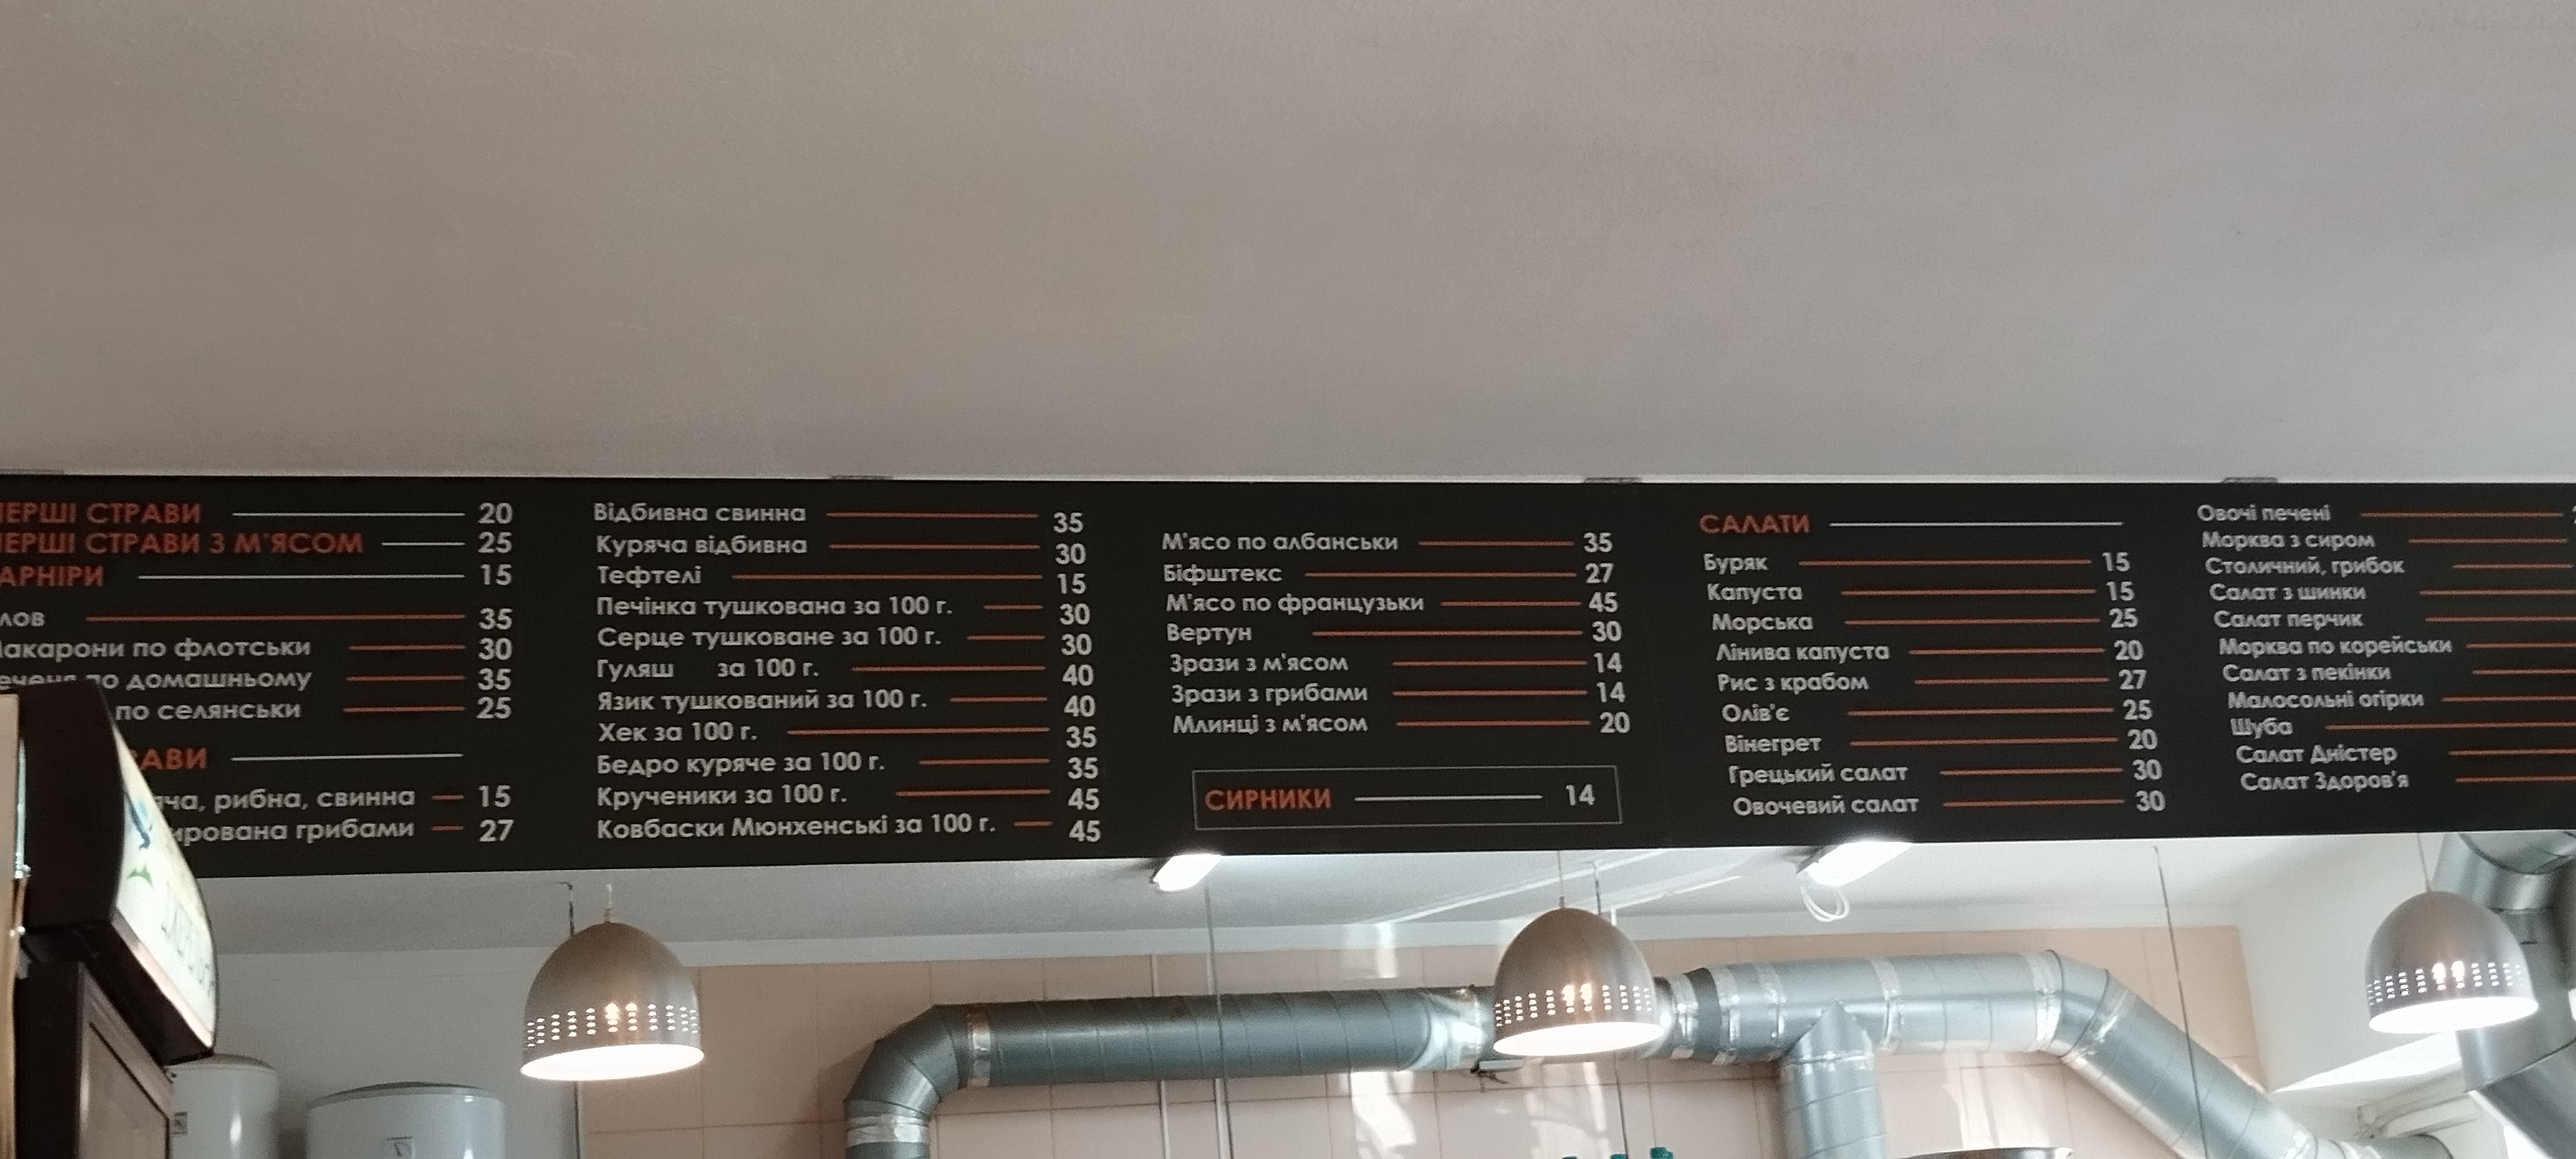 ПЕРШІ СТРАВИ 20
ПЕРШІ СТРАВИ З М'ЯСОМ 25
ГАРНІРИ 15
35
Макарони по флотськи 30
по домашньому 35
по селянськи 25
15
рибна, свинна
грибами 27
Відбивна свинна 35
Куряча відбивна 30
Тефтелі 15
Печінка тушкована за 100 г. 30
Серце тушковане за 100 г. 30
Гуляш за 100 г. 40
Язик тушкований за 100 г. 40
Хек за 100 г. 35
Бедро куряче за 100 г. 35
Крученики за 100 г. 45
Ковбаски Мюнхенські за 100 г. 45
М'ясо по албанськи 35
Біфштекс 27
М'ясо по французьки 45
Вертун 30
Зрази з м'ясом 14
Зрази з грибами 14
Млинці з м'ясом 20
СИРНИКИ 14
САЛАТИ
Буряк 15
Капуста 15
Морська 25
Лінива капуста 20
Рис з крабом 27
Олів'є 25
Вінегрет 20
Грецький салат 30
Овочевий салат 30
Овочі печені
Морква з сиром
Столичний, грибок
Салат з шинки
Салат перчик
Морква по корейськи
Салат з пекінки
Малосольні огірки
Шуба
Салат Дністер
Салат Здоров'я